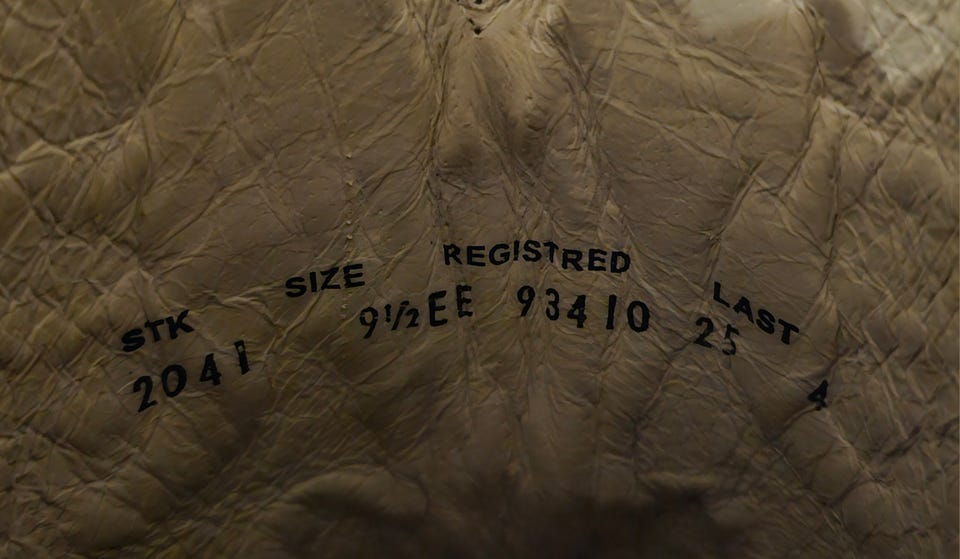 STK SIZE REGISTRED LAST
2041 9½EE 93410 25 4